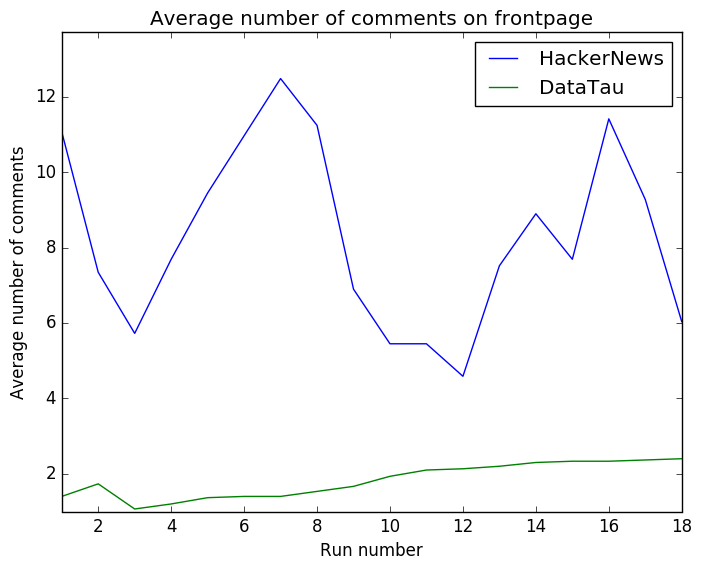 Average number of comments on frontpage
HackerNews
DataTau
Average number of comments
12
10
8
6
4
2
2 4 6 8 10 12 14 16 18
Run number